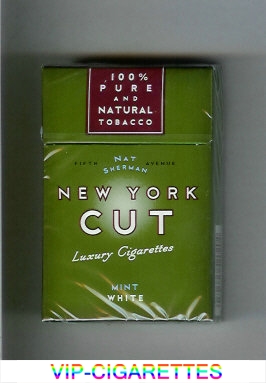 100%
PURE
AND
NATURAL
TOBACCO
FIFTH NAT SHERMAN AVENUE
NEW YORK
CUT
Luxury Cigarettes
MINT
WHITE
VIP-CIGARETTES